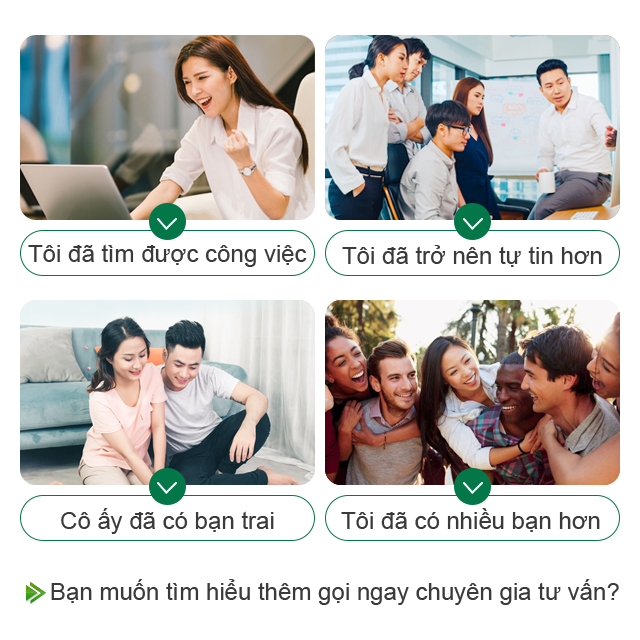 Tôi đã tìm được công việc
Tôi đã trở nên tự tin hơn
Cô ấy đã có bạn trai
Tôi đã có nhiều bạn hơn
Bạn muốn tìm hiểu thêm gọi ngay chuyên gia tư vấn?